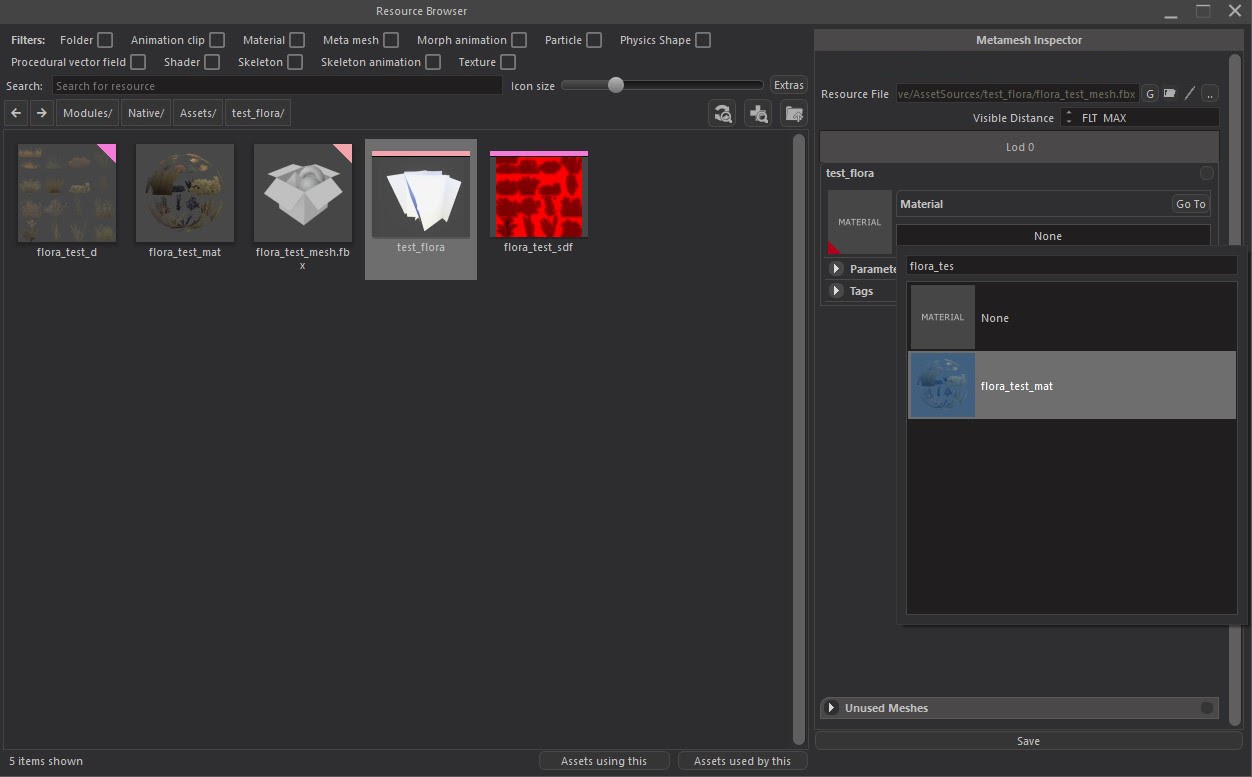 Resource Browser
Filters: Folder Animation clip Material Meta mesh Morph animation Particle Physics Shape
Procedural vector field Shader Skeleton Skeleton animation Texture
Search: Search for resource Icon size Extras
Modules/ Native/ Assets/ test_flora/
flora_test_d
flora_test_mat
flora_test_mesh.fb
x
test_flora
flora_test_sdf
5 items shown
Assets using this
Assets used by this
Metamesh Inspector
Resource File ve/AssetSources/test_flora/flora_test_mesh.fbx G ..
Visible Distance FLT_MAX
Lod 0
test_flora
MATERIAL
Material Go To
None
Paramete
Tags
flora_tes
MATERIAL None
flora_test_mat
Unused Meshes
Save